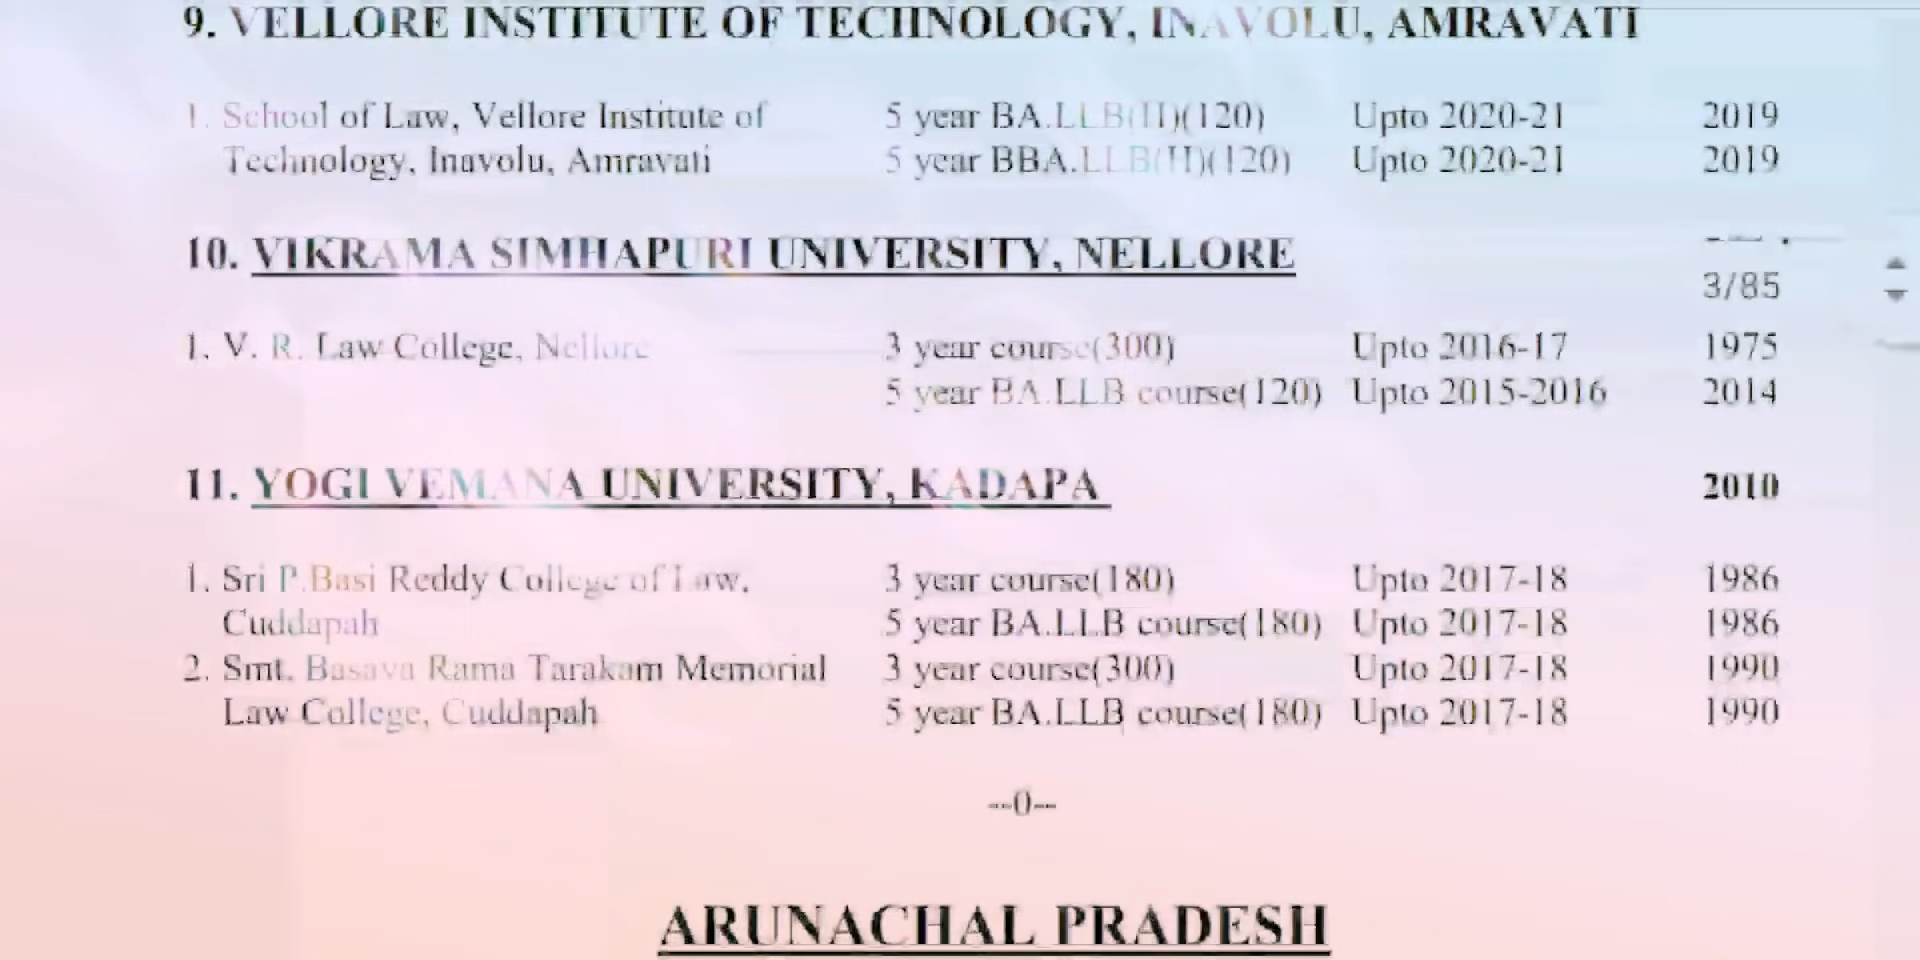 9. VELLORE INSTITUTE OF TECHNOLOGY, INAVOLU, AMRAVATI
1. School of Law, Vellore Institute of 5 year BA.LLB(H)(120) Upto 2020-21 2019
Technology, Inavolu, Amravati 5 year BBA.LLB(H)(120) Upto 2020-21 2019
10. VIKRAMA SIMHAPURI UNIVERSITY, NELLORE
3/85
1. V. R. Law College, Nellore 3 year course(300) Upto 2016-17 1975
5 year BA.LLB course(120) Upto 2015-2016 2014
11. YOGI VEMANA UNIVERSITY, KADAPA 2010
1. Sri P.Basi Reddy College of Law, 3 year course(180) Upto 2017-18 1986
Cuddapah 5 year BA.LLB course(180) Upto 2017-18 1986
2. Smt. Basava Rama Tarakam Memorial 3 year course(300) Upto 2017-18 1990
Law College, Cuddapah 5 year BA.LLB course(180) Upto 2017-18 1990
--0--
ARUNACHAL PRADESH